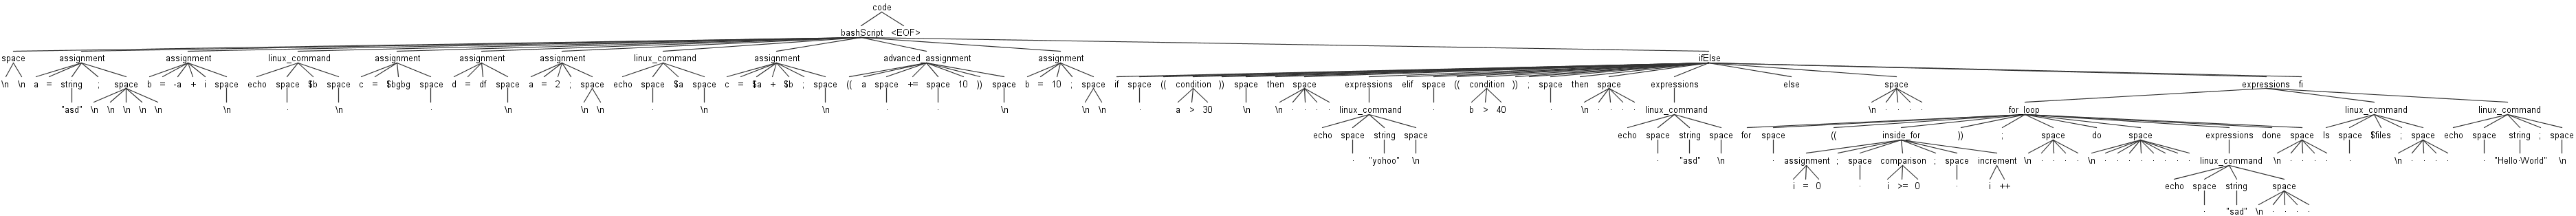 code
bashScript <EOF>
space assignment assignment linux_command assignment assignment assignment linux_command assignment advanced_assignment assignment ifElse
\n \n a = string ; space b = -a + i space echo space $b space c = $bgbg space d = df space a = 2 ; space echo space $a space c = $a + $b ; space (( a space += space 10 )) space b = 10 ; space if space (( condition )) space then space expressions elif space (( condition )) ; space then space expressions else space expressions fi
"asd" \n \n \n \n \n \n · \n · · \n \n · \n \n · · \n \n \n · a > 30 \n \n · · · · linux_command · b > 40 · \n · · · · linux_command \n · · · · for_loop linux_command linux_command
echo space string space echo space string space for space (( inside_for )) ; space do space expressions done space ls space $files ; space echo space string ; space
· "yohoo" \n · "asd" \n · assignment ; space comparison ; space increment \n · · · · \n · · · · · · · · linux_command \n · · · · · \n · · · · · "Hello·World" \n
i = 0 · i >= 0 · i ++ echo space string space
· "sad" \n · · · ·